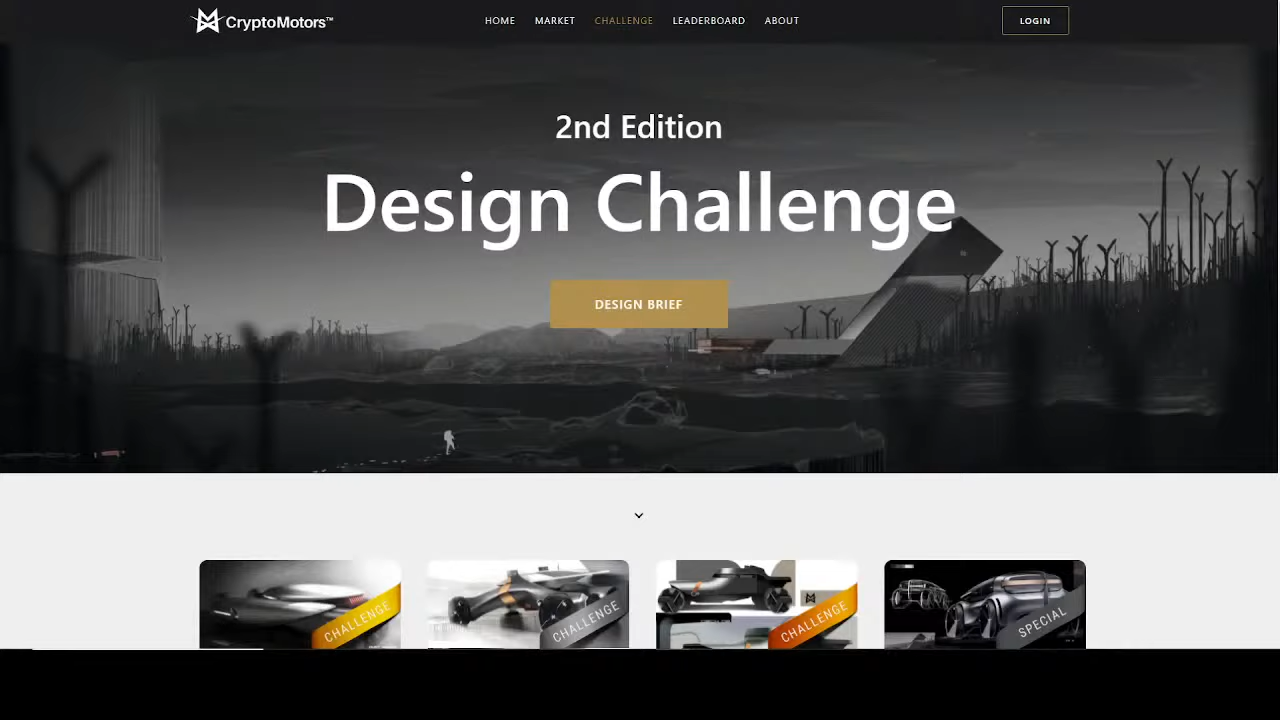 CryptoMotors™
HOME MARKET CHALLENGE LEADERBOARD ABOUT
LOGIN
2nd Edition
Design Challenge
DESIGN BRIEF
CHALLENGE
CHALLENGE
CHALLENGE
SPECIAL